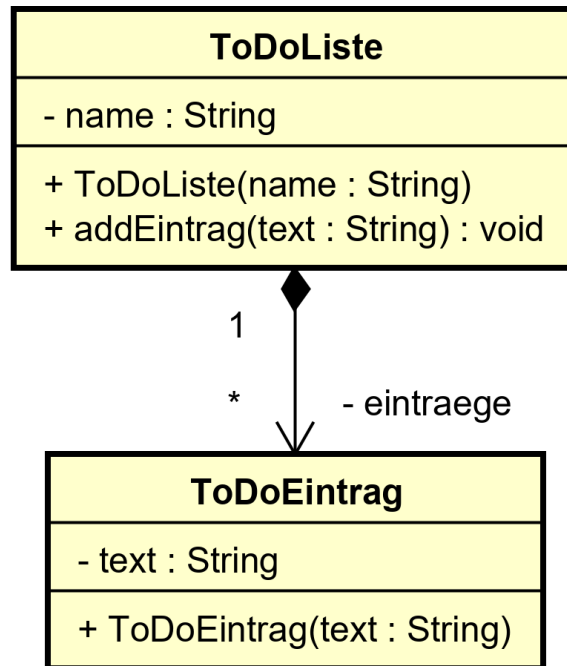 ToDoListe
- name : String
+ ToDoListe(name : String)
+ addEintrag(text : String) : void
1
* - eintraege
ToDoEintrag
- text : String
+ ToDoEintrag(text : String)